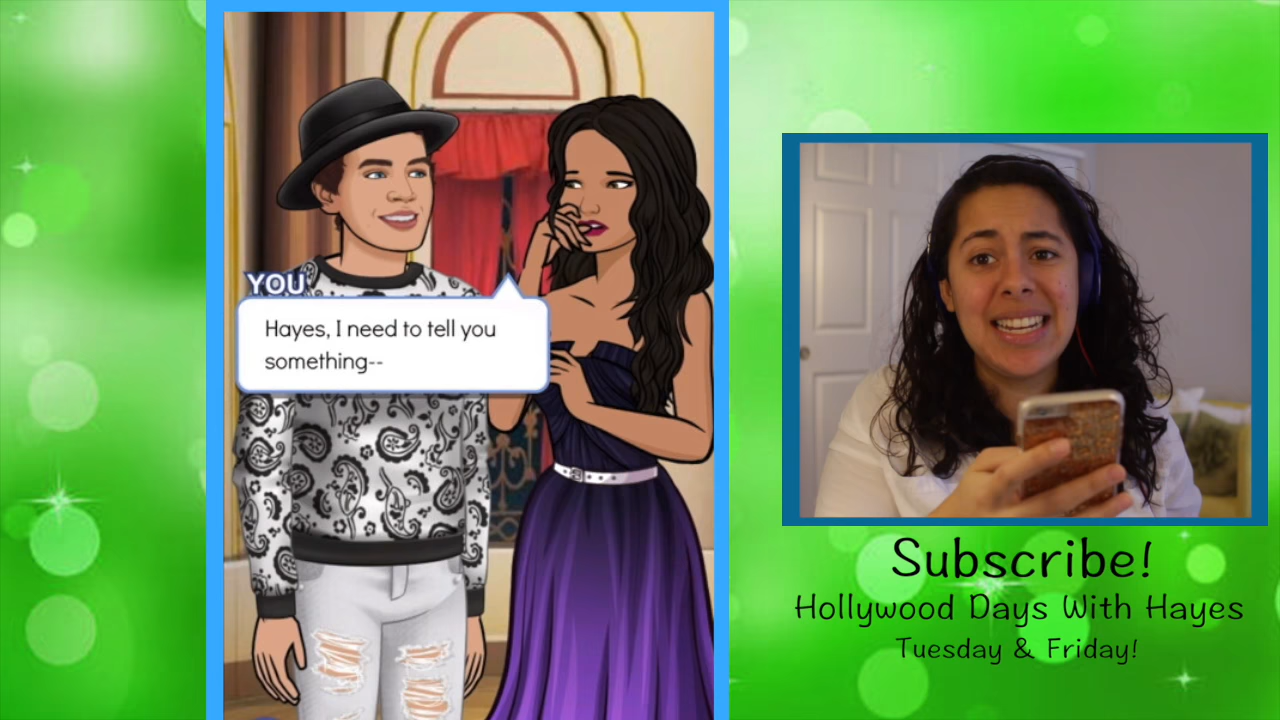 YOU
Hayes, I need to tell you
something--
Subscribe!
Hollywood Days With Hayes
Tuesday & Friday!